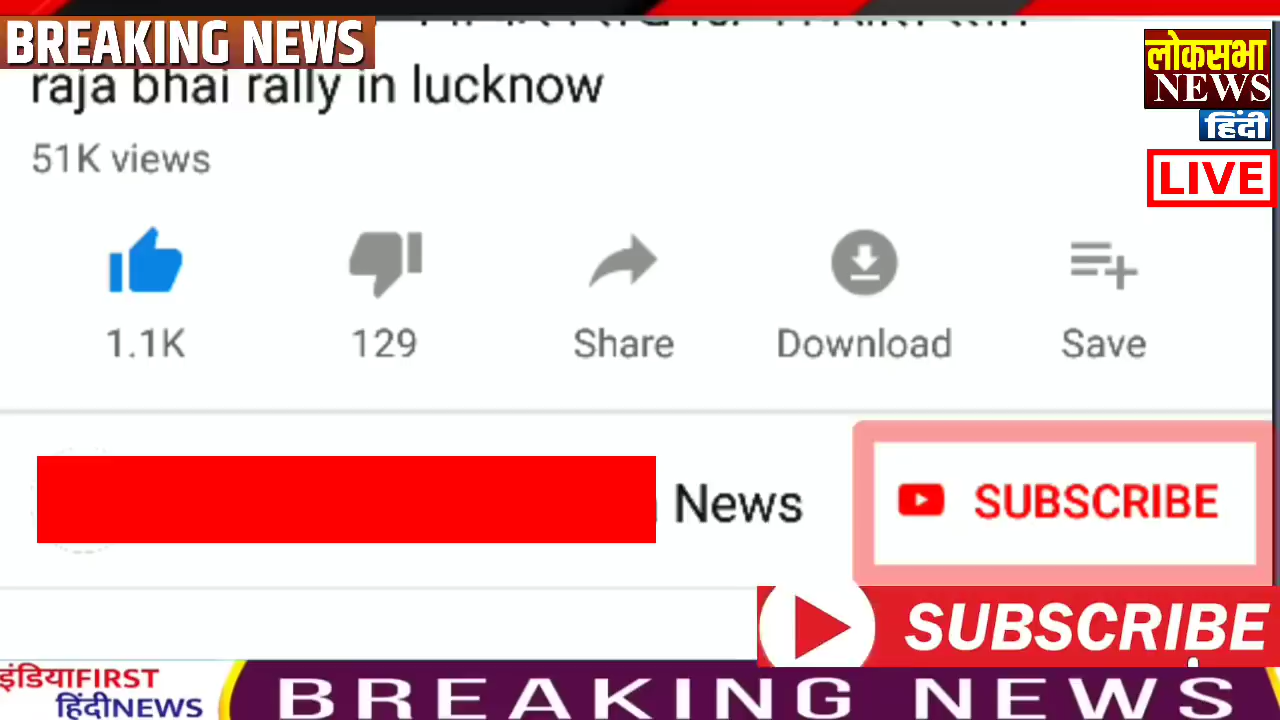 BREAKING NEWS
raja bhai rally in lucknow
51K views
1.1K
129
Share
Download
Save
News
SUBSCRIBE
लोकसभा
NEWS
हिंदी
LIVE
SUBSCRIBE
इंडियाFIRST
हिंदीNEWS
BREAKING NEWS